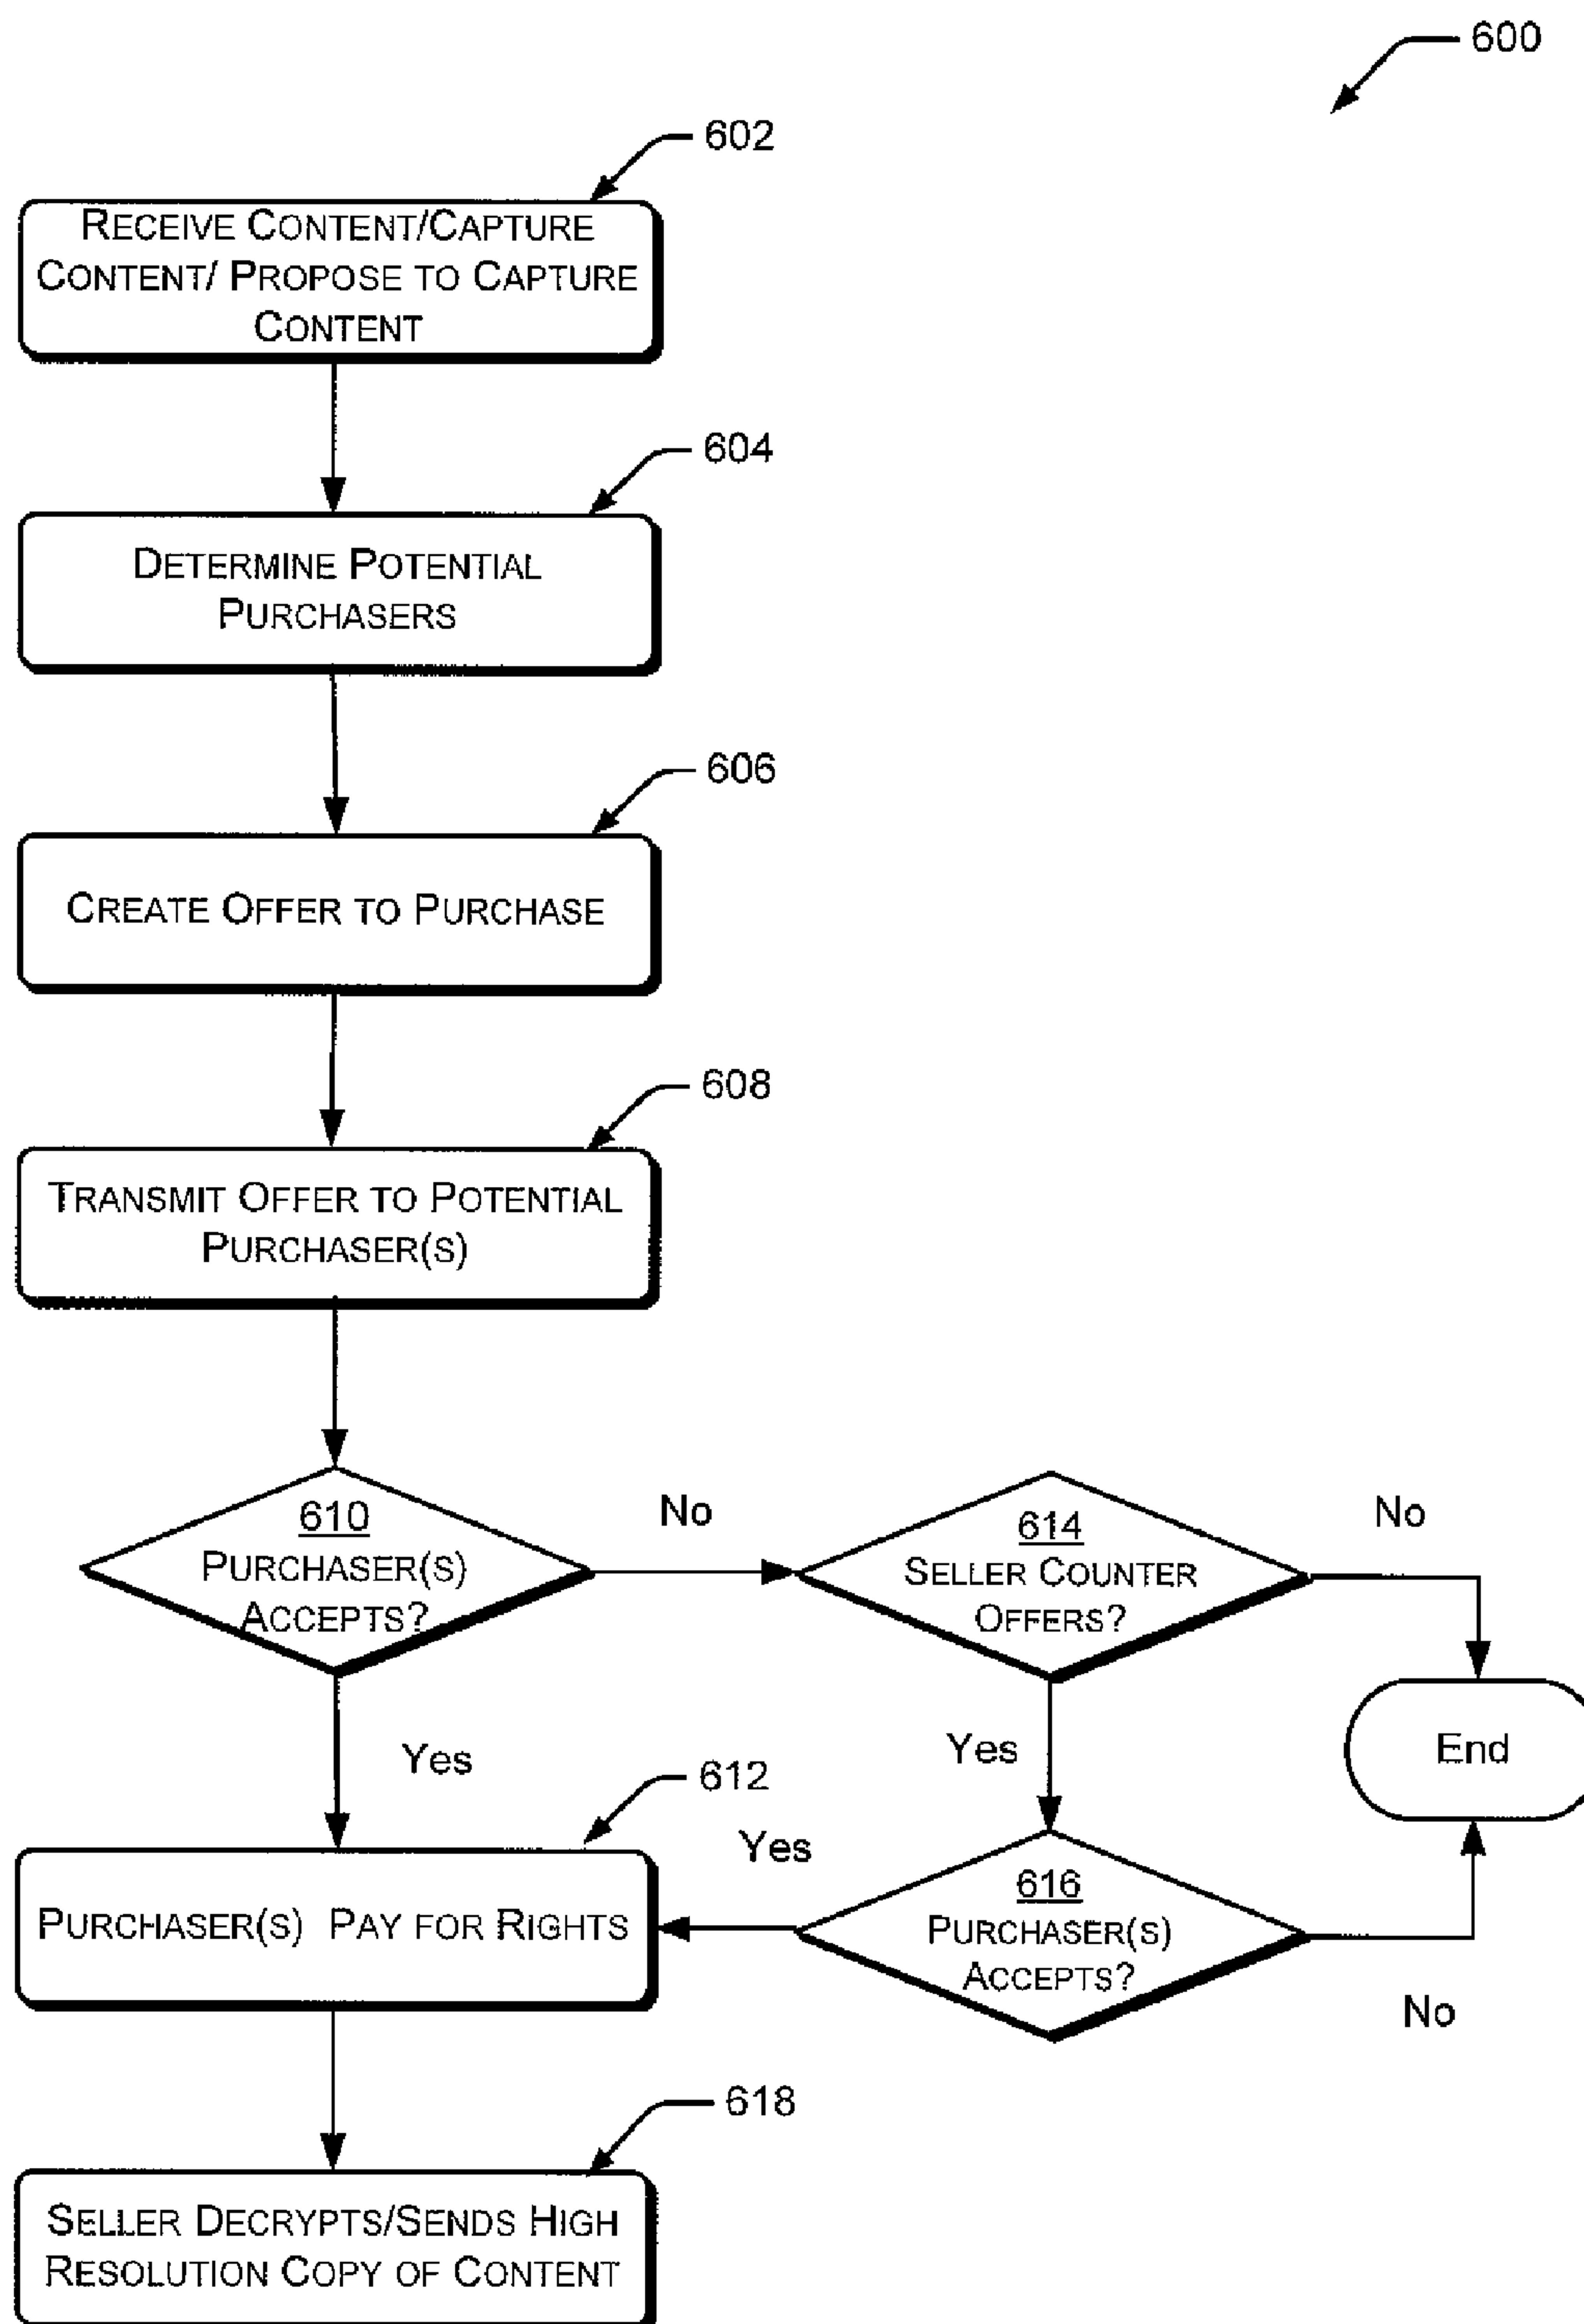 600
602
RECEIVE CONTENT/CAPTURE
CONTENT/ PROPOSE TO CAPTURE
CONTENT
604
DETERMINE POTENTIAL
PURCHASERS
606
CREATE OFFER TO PURCHASE
608
TRANSMIT OFFER TO POTENTIAL
PURCHASER(S)
610
PURCHASER(S)
ACCEPTS?
No
614
SELLER COUNTER
OFFERS?
No
Yes
Yes
End
612
PURCHASER(S) PAY FOR RIGHTS
Yes
616
PURCHASER(S)
ACCEPTS?
No
618
SELLER DECRYPTS/SENDS HIGH
RESOLUTION COPY OF CONTENT